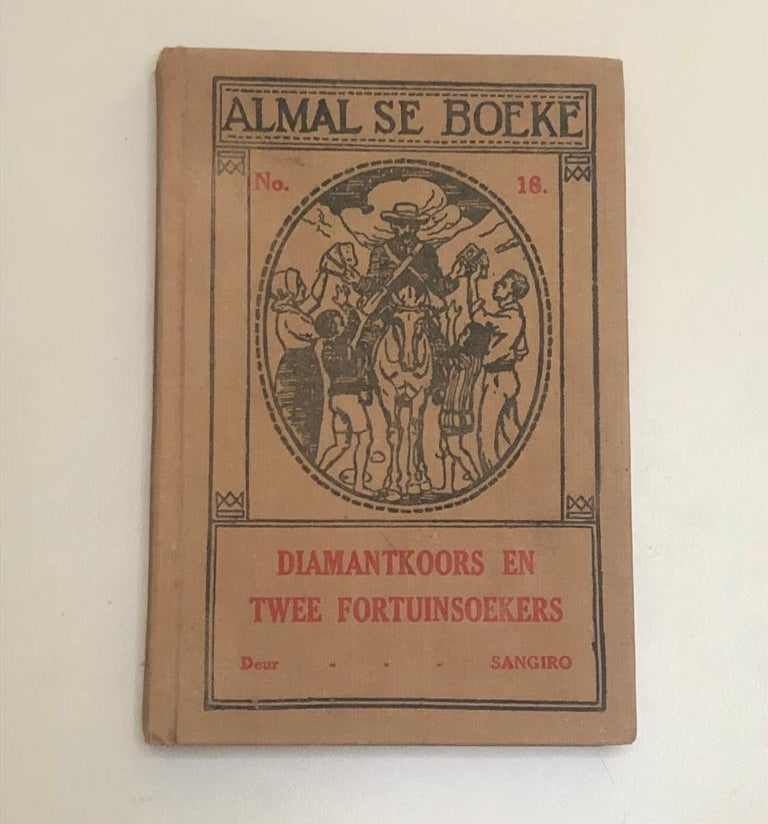 ALMAL SE BOEKE
No. 18.
DIAMANTKOORS EN
TWEE FORTUINSOEKERS
Deur - - - SANGIRO